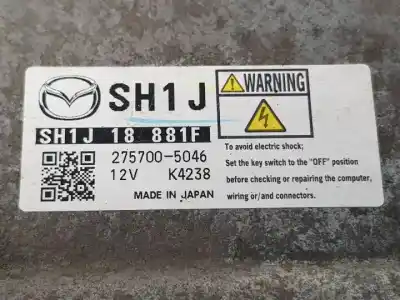 SH1J
WARNING
SH1J 18 881F
275700-5046
12V K4238
MADE IN JAPAN
To avoid electric shock;
Set the key switch to the "OFF" position
before checking or repairing the computer,
wiring or/and connectors.